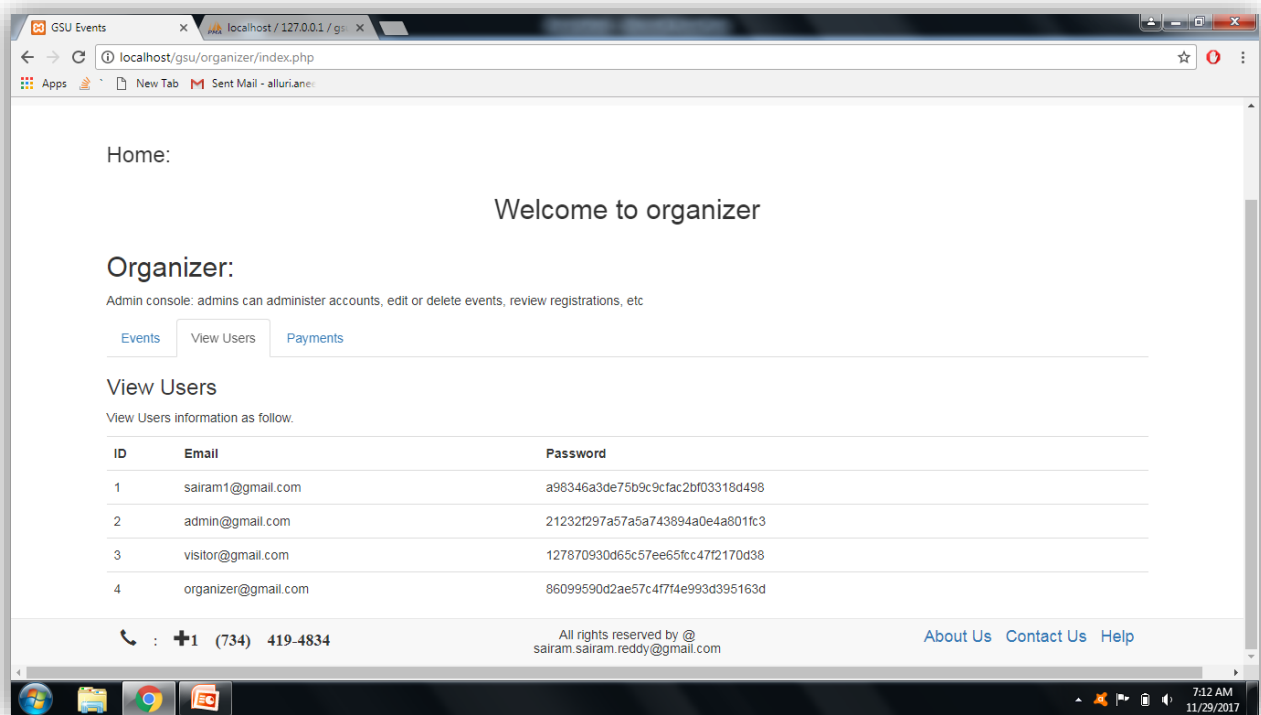 GSU Events
localhost / 127.0.0.1 / gs
localhost/gsu/organizer/index.php
Apps
New Tab
Sent Mail - alluri.anee
Home:
Welcome to organizer
Organizer:
Admin console: admins can administer accounts, edit or delete events, review registrations, etc
Events View Users Payments
View Users
View Users information as follow.
ID Email Password
1 sairam1@gmail.com a98346a3de75b9c9cfac2bf03318d498
2 admin@gmail.com 21232f297a57a5a743894a0e4a801fc3
3 visitor@gmail.com 127870930d65c57ee65fcc47f2170d38
4 organizer@gmail.com 86099590d2ae57c4f7f4e993d395163d
: +1 (734) 419-4834
All rights reserved by @
sairam.sairam.reddy@gmail.com
About Us Contact Us Help
7:12 AM
11/29/2017